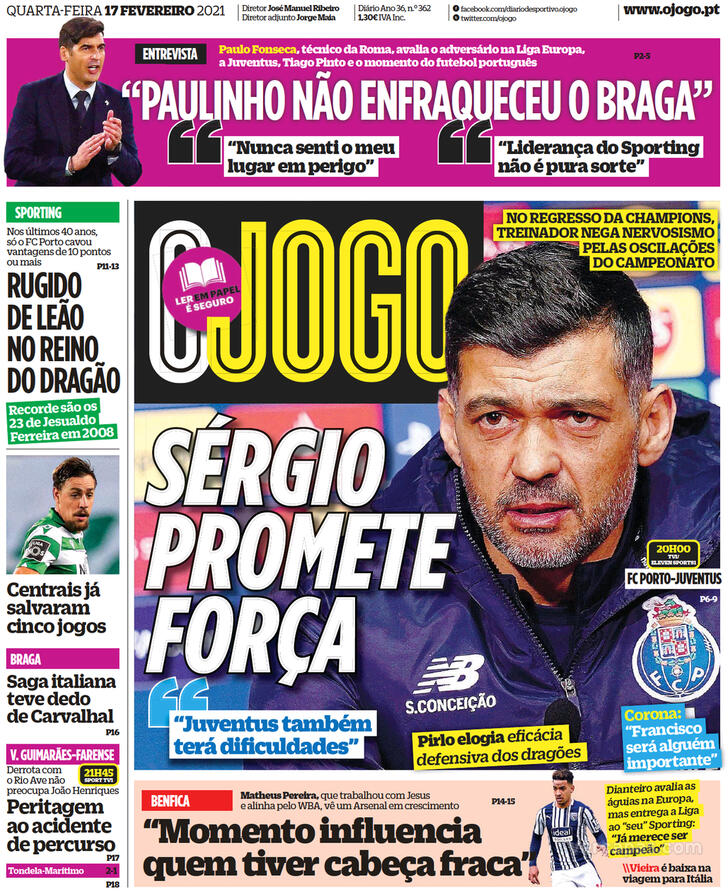 QUARTA-FEIRA 17 FEVEREIRO 2021
Diretor José Manuel Ribeiro
Diretor adjunto Jorge Maia
Diário Ano 36, nº 362
1,30€ IVA Inc.
facebook.com/diariodesportivo.ojogo
twitter.com/ojogo
www.ojogo.pt
ENTREVISTA
Paulo Fonseca, técnico da Roma, avalia o adversário na Liga Europa,
a Juventus, Tiago Pinto e o momento do futebol português
P2-5
“PAULINHO NÃO ENFRAQUECEU O BRAGA”
“Nunca senti o meu
lugar em perigo”
“Liderança do Sporting
não é pura sorte”
SPORTING
Nos últimos 40 anos,
só o FC Porto cavou
vantagens de 10 pontos
ou mais
P11-13
RUGIDO
DE LEÃO
NO REINO
DO DRAGÃO
Recorde são os
23 de Jesualdo
Ferreira em 2008
Centrais já
salvaram
cinco jogos
BRAGA
Saga italiana
teve dedo
de Carvalhal
P16
V. GUIMARÃES-FARENSE
Derrota com
o Rio Ave não
preocupa João Henriques
21H45
SPORT TV1
Peritagem
ao acidente
de percurso
P17
Tondela-Marítimo 2-1
P18
O JOGO
LER EM PAPEL
É SEGURO
NO REGRESSO DA CHAMPIONS,
TREINADOR NEGA NERVOSISMO
PELAS OSCILAÇÕES
DO CAMPEONATO
SÉRGIO
PROMETE
FORÇA
20H00
TVI/
ELEVEN SPORTS1
FC PORTO-JUVENTUS
P6-9
“Juventus também
terá dificuldades”
NB
S.CONCEIÇÃO
FCP
Pirlo elogia eficácia
defensiva dos dragões
Corona:
“Francisco
será alguém
importante”
BENFICA
Matheus Pereira, que trabalhou com Jesus
e alinha pelo WBA, vê um Arsenal em crescimento
P14-15
“Momento influencia
quem tiver cabeça fraca”
ideal
Dianteiro avalia as
águias na Europa,
mas entrega a Liga
ao “seu” Sporting:
“Já merece ser
campeão”
\\Vieira é baixa na
viagem para Itália